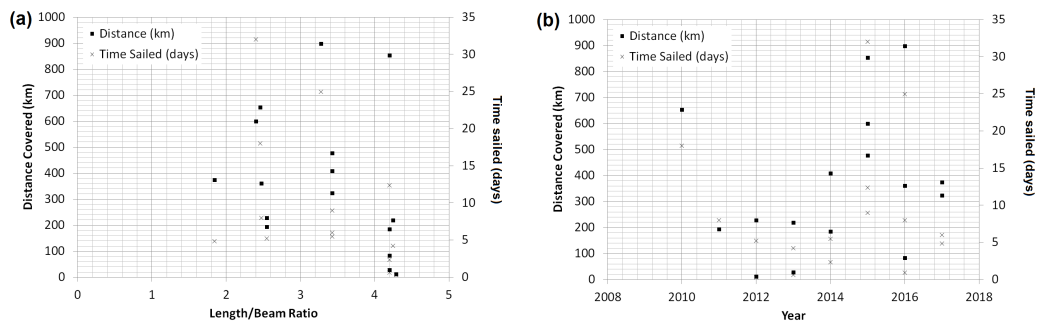 (a)
1000
900
800
700
600
500
400
300
200
100
0
Distance Covered (km)
■ Distance (km)
× Time Sailed (days)
35
30
25
20
15
10
5
0
Time sailed (days)
0 1 2 3 4 5
Length/Beam Ratio
(b)
1000
900
800
700
600
500
400
300
200
100
0
Distance Covered (km)
■ Distance (km)
× Time Sailed (days)
35
30
25
20
15
10
5
0
Time sailed (days)
2008 2010 2012 2014 2016 2018
Year